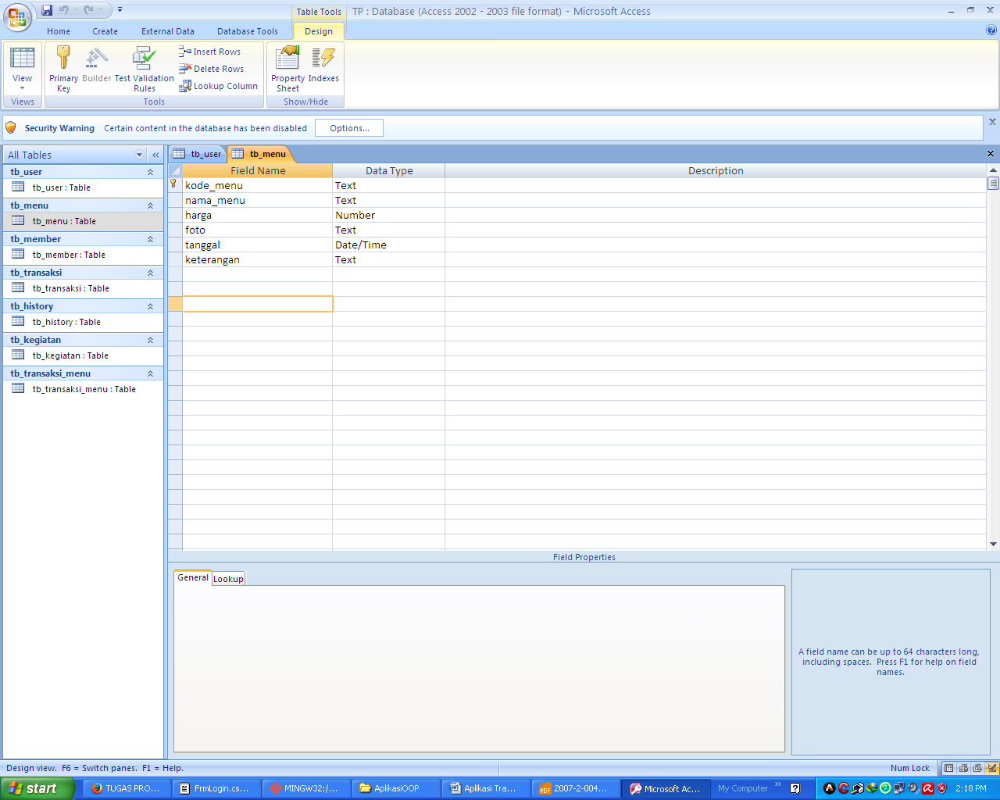 Table Tools
TP : Database (Access 2002 - 2003 file format) - Microsoft Access
Home
Create
External Data
Database Tools
Design
View
Primary Key
Builder
Test Validation Rules
Insert Rows
Delete Rows
Lookup Column
Property Sheet
Indexes
Views
Tools
Show/Hide
Security Warning
Certain content in the database has been disabled
Options...
All Tables
tb_user
tb_user : Table
tb_menu
tb_menu : Table
tb_member
tb_member : Table
tb_transaksi
tb_transaksi : Table
tb_history
tb_history : Table
tb_kegiatan
tb_kegiatan : Table
tb_transaksi_menu
tb_transaksi_menu : Table
tb_user
tb_menu
Field Name Data Type Description
kode_menu Text
nama_menu Text
harga Number
foto Text
tanggal Date/Time
keterangan Text
Field Properties
General
Lookup
A field name can be up to 64 characters long,
including spaces. Press F1 for help on field
names.
Design view. F6 = Switch panes. F1 = Help.
Num Lock
start
TUGAS PRO...
FrmLogin.cs...
MINGW32:/...
AplikasiOOP
Aplikasi Tra...
2007-2-004...
Microsoft Ac...
My Computer
2:18 PM